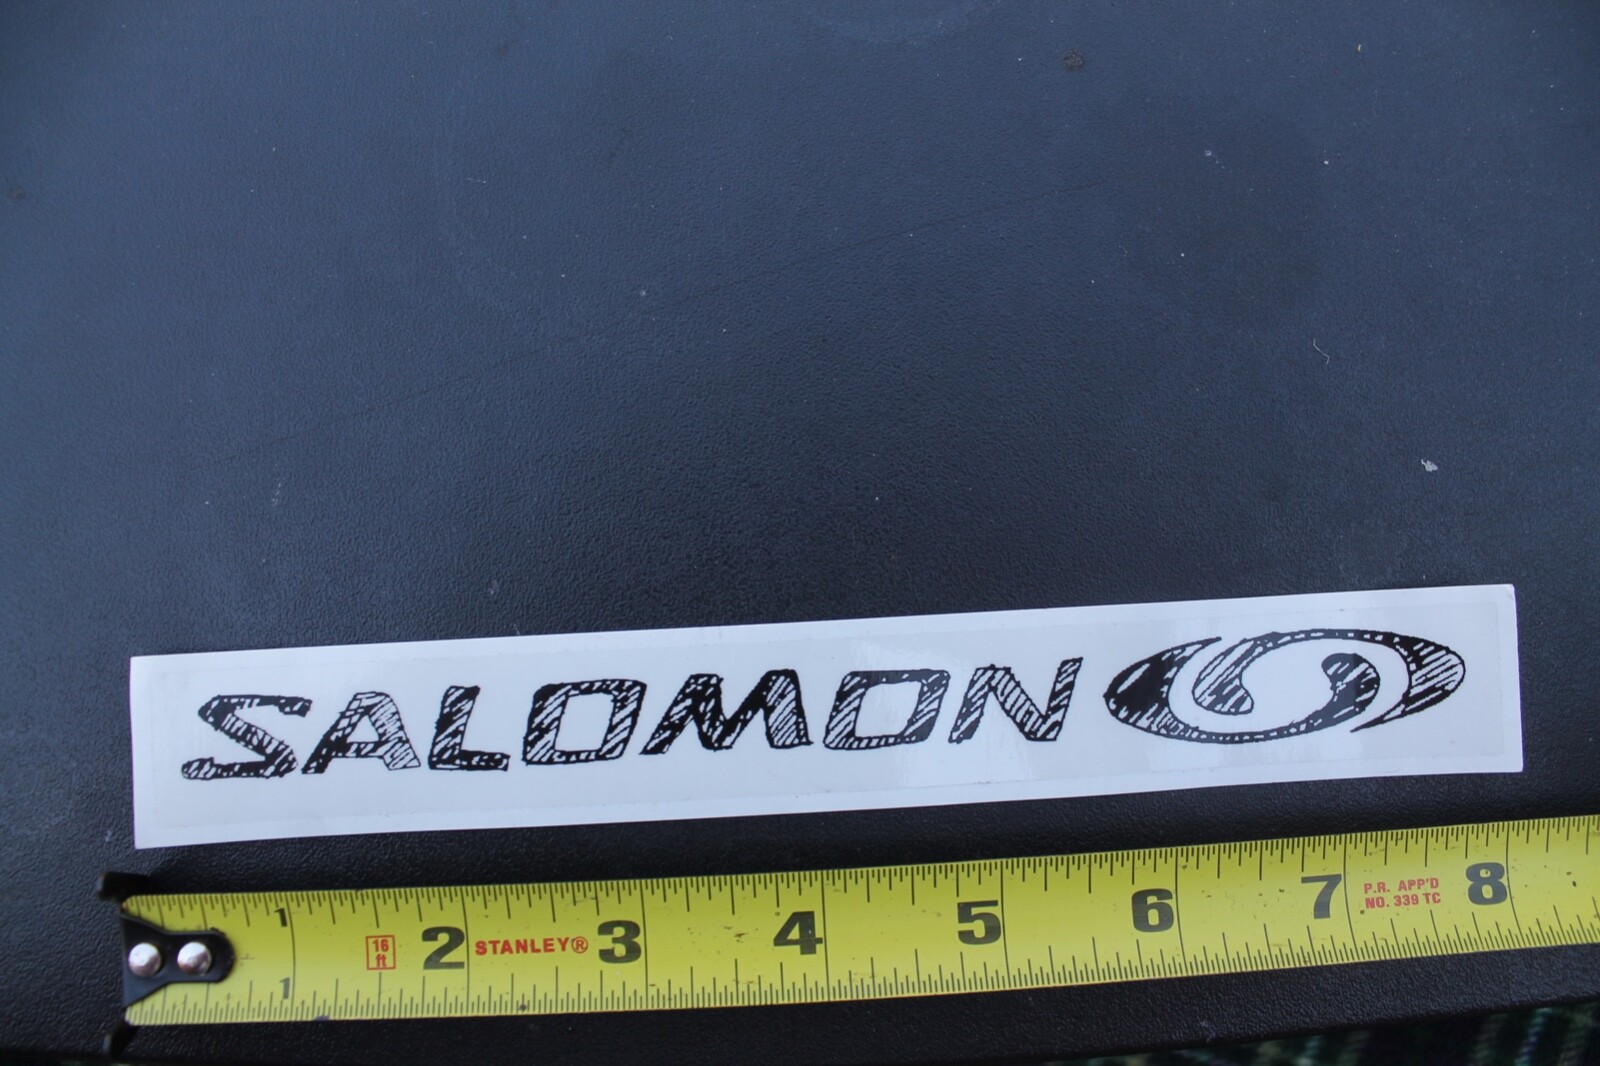 SALOMON
1 2 STANLEY® 3 4 5 6 7 8
16 ft
P.R. APP'D
NO. 339 TC
1